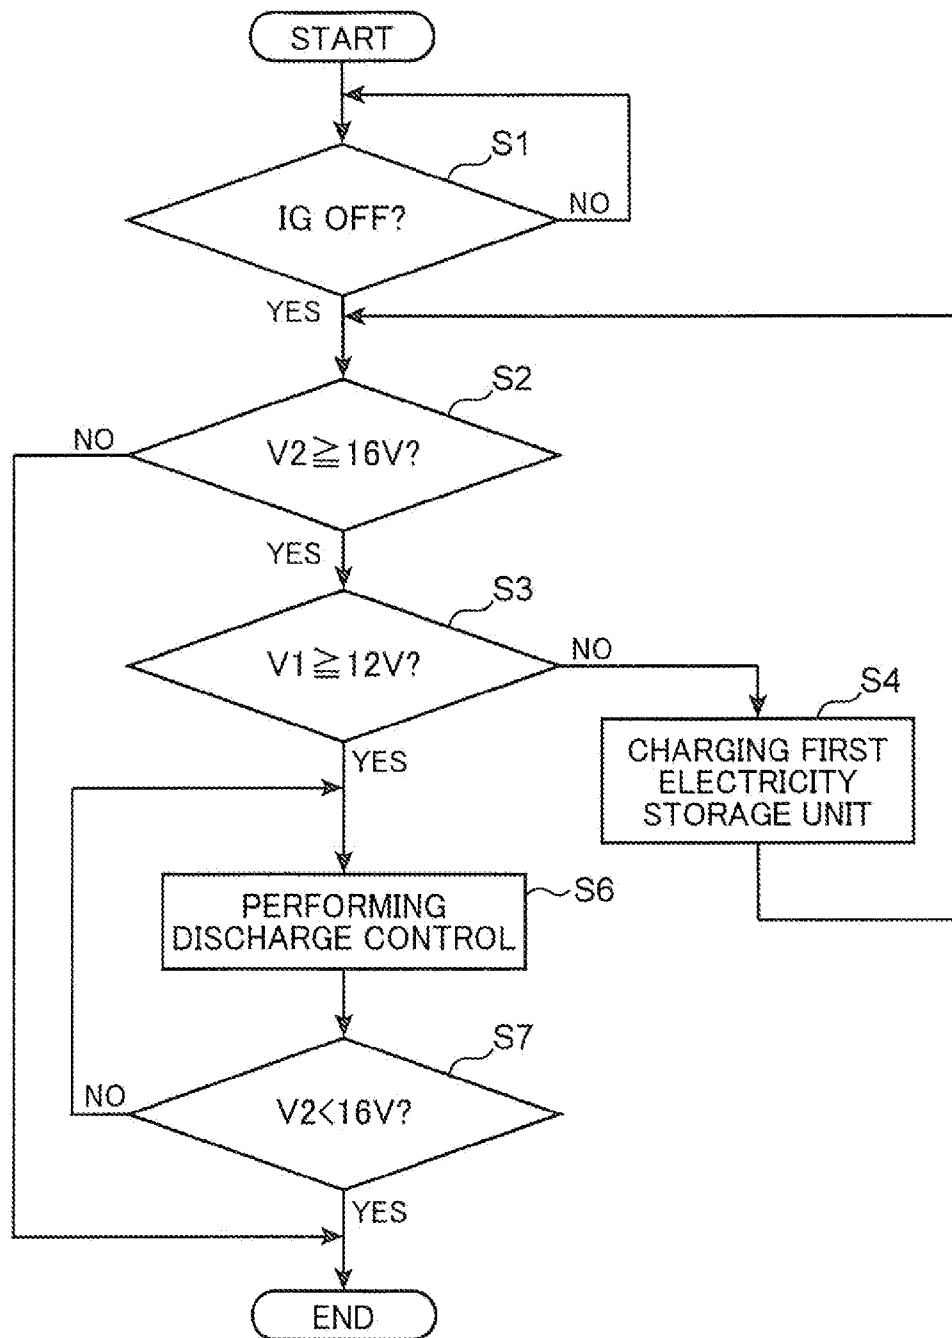 START
S1
IG OFF?
NO
YES
S2
NO
V2≧16V?
YES
S3
V1≧12V?
NO
S4
CHARGING FIRST
ELECTRICITY
STORAGE UNIT
YES
S6
PERFORMING
DISCHARGE CONTROL
S7
NO
V2<16V?
YES
END